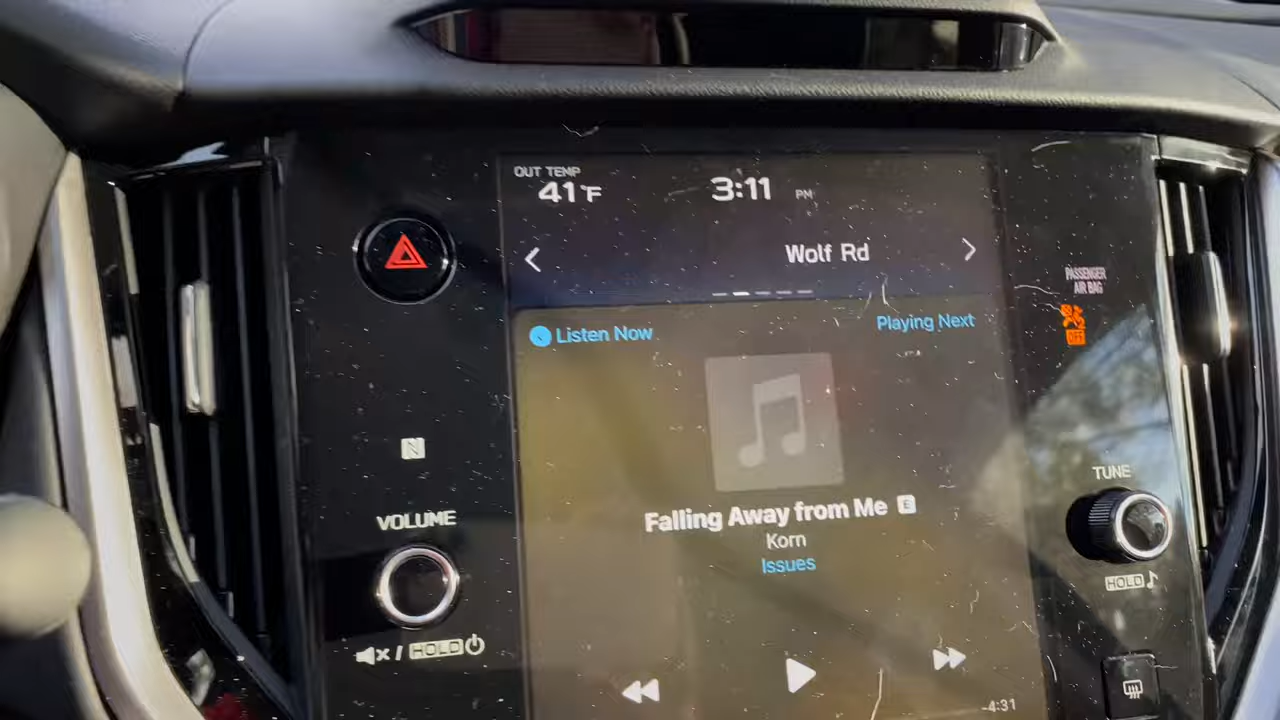 OUT TEMP
41°F
3:11 PM
Wolf Rd
PASSENGER
AIR BAG
OFF
Listen Now
Playing Next
N
TUNE
VOLUME
Falling Away from Me E
Korn
Issues
HOLD
/ HOLD
-4:31